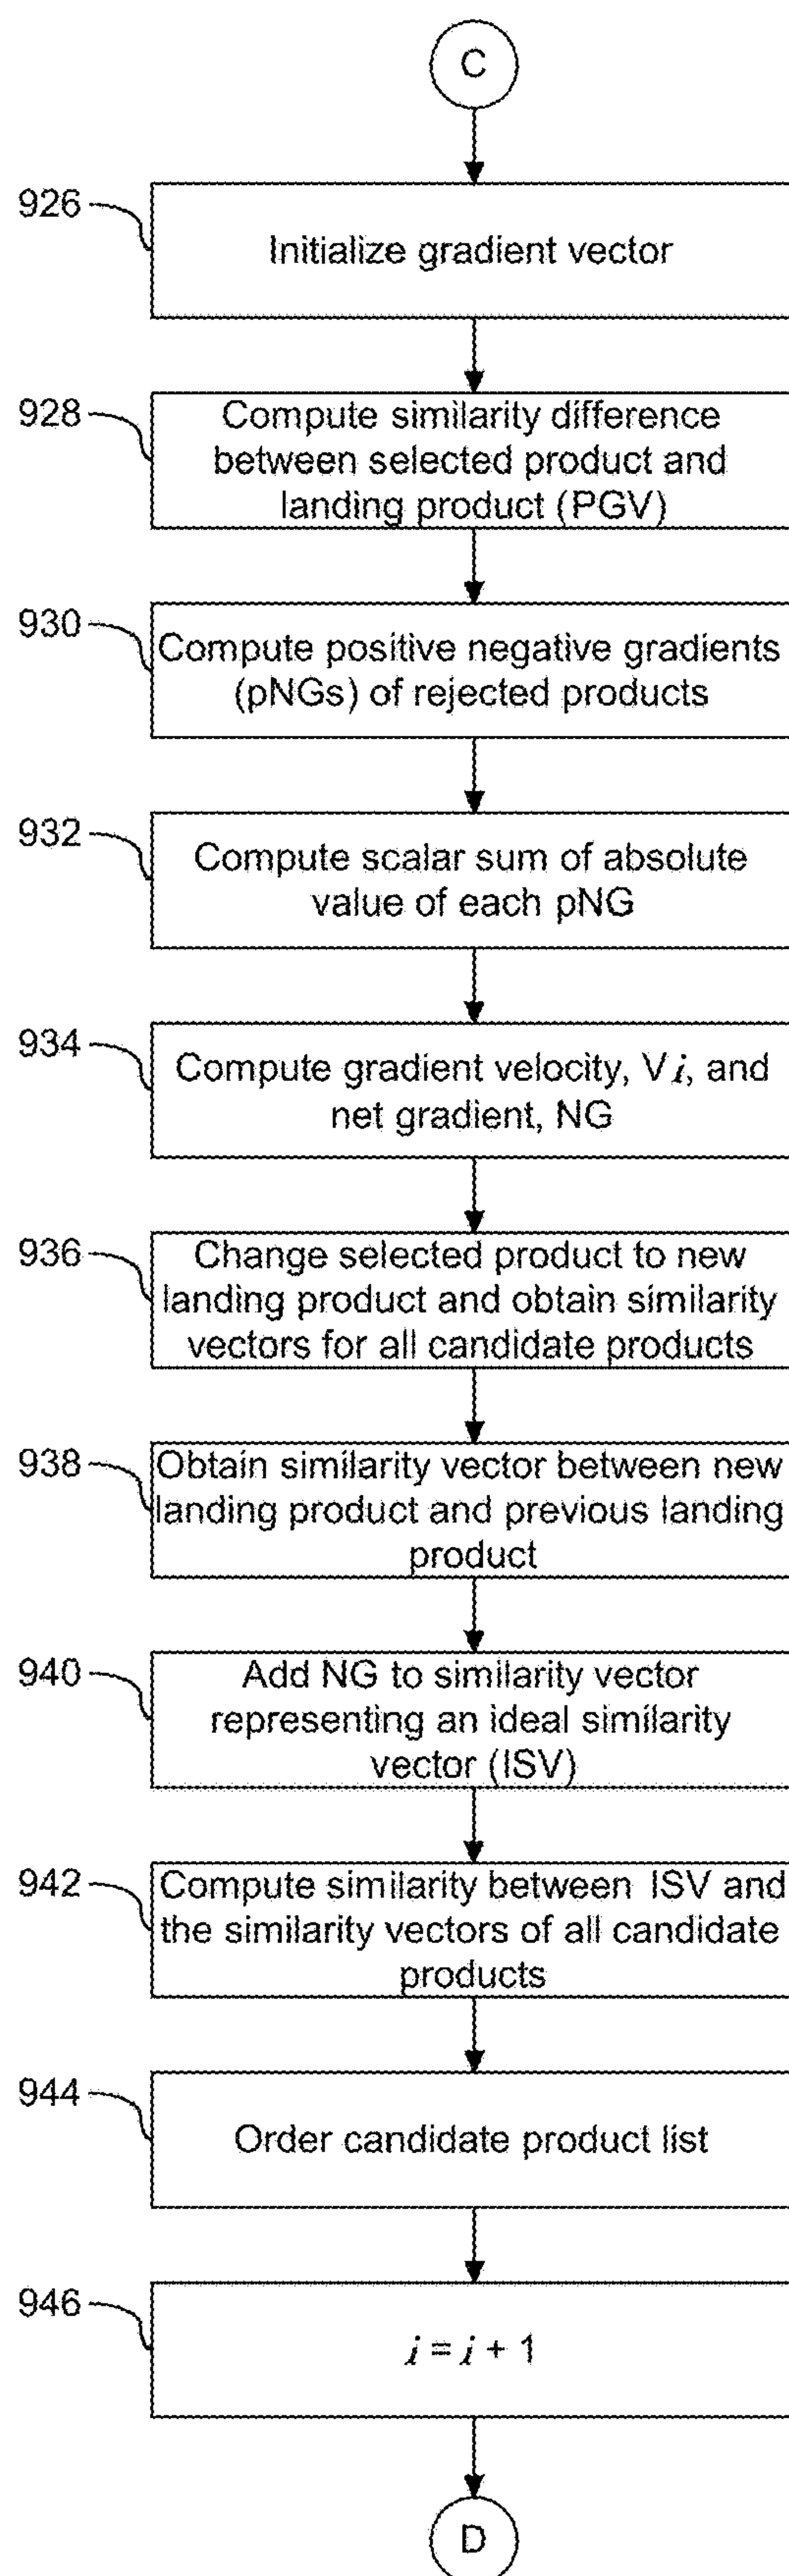 C
926
Initialize gradient vector
928
Compute similarity difference
between selected product and
landing product (PGV)
930
Compute positive negative gradients
(pNGs) of rejected products
932
Compute scalar sum of absolute
value of each pNG
934
Compute gradient velocity, Vi, and
net gradient, NG
936
Change selected product to new
landing product and obtain similarity
vectors for all candidate products
938
Obtain similarity vector between new
landing product and previous landing
product
940
Add NG to similarity vector
representing an ideal similarity
vector (ISV)
942
Compute similarity between ISV and
the similarity vectors of all candidate
products
944
Order candidate product list
946
i = i + 1
D